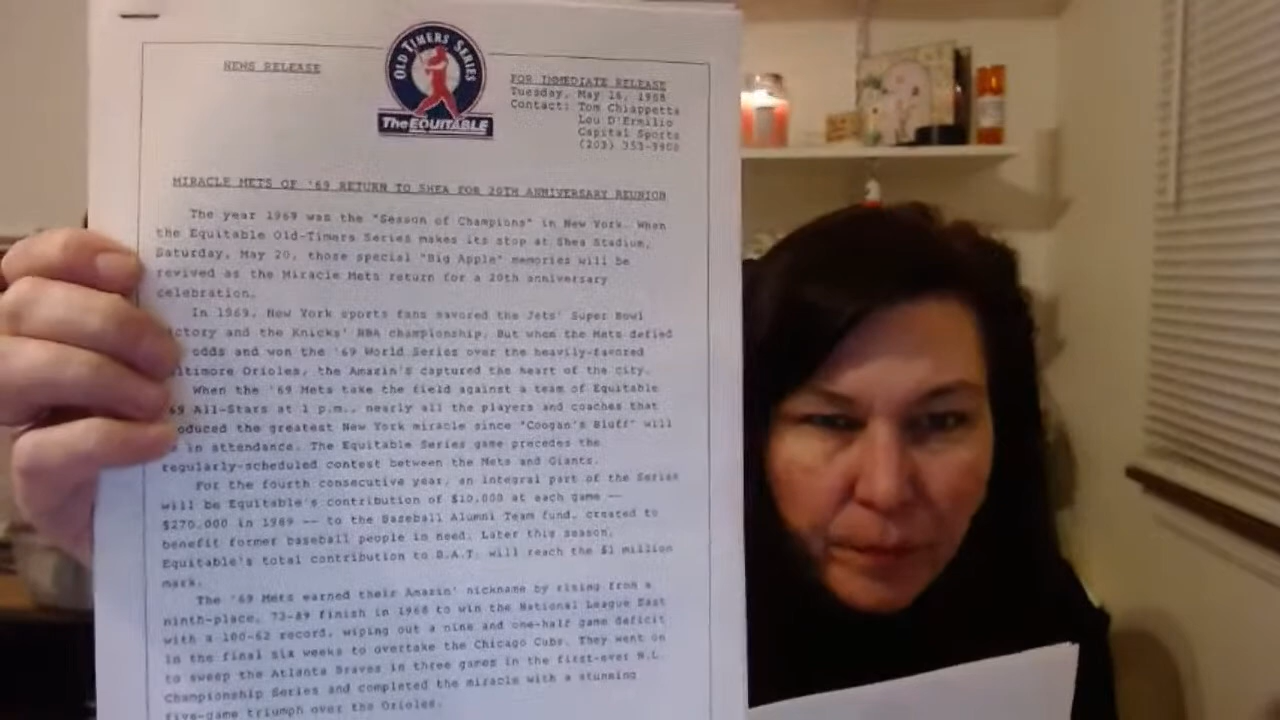 OLD TIMERS SERIES
The EQUITABLE
NEWS RELEASE
FOR IMMEDIATE RELEASE
Tuesday, May 16, 1988
Contact: Tom Chiappetta
Lou D'Ermilio
Capital Sports
(203) 353-9900
MIRACLE METS OF '69 RETURN TO SHEA FOR 20TH ANNIVERSARY REUNION
The year 1969 was the "Season of Champions" in New York. When
the Equitable Old-Timers Series makes its stop at Shea Stadium,
Saturday, May 20, those special "Big Apple" memories will be
revived as the Miracle Mets return for a 20th anniversary
celebration.
In 1969, New York sports fans savored the Jets' Super Bowl
ictory and the Knicks' NBA championship. But when the Mets defied
odds and won the '69 World Series over the heavily-favored
ltimore Orioles, the Amazin's captured the heart of the city.
When the '69 Mets take the field against a team of Equitable
69 All-Stars at 1 p.m., nearly all the players and coaches that
oduced the greatest New York miracle since "Coogan's Bluff" will
in attendance. The Equitable Series game precedes the
regularly-scheduled contest between the Mets and Giants.
For the fourth consecutive year, an integral part of the Series
will be Equitable's contribution of $10,000 at each game --
$270,000 in 1989 -- to the Baseball Alumni Team fund, created to
benefit former baseball people in need. Later this season,
Equitable's total contribution to B.A.T. will reach the $1 million
mark.
The '69 Mets earned their Amazin' nickname by rising from a
ninth-place, 73-89 finish in 1968 to win the National League East
with a 100-62 record, wiping out a nine and one-half game deficit
in the final six weeks to overtake the Chicago Cubs. They went on
to sweep the Atlanta Braves in three games in the first-ever N.L.
Championship Series and completed the miracle with a stunning
five-game triumph over the Orioles.